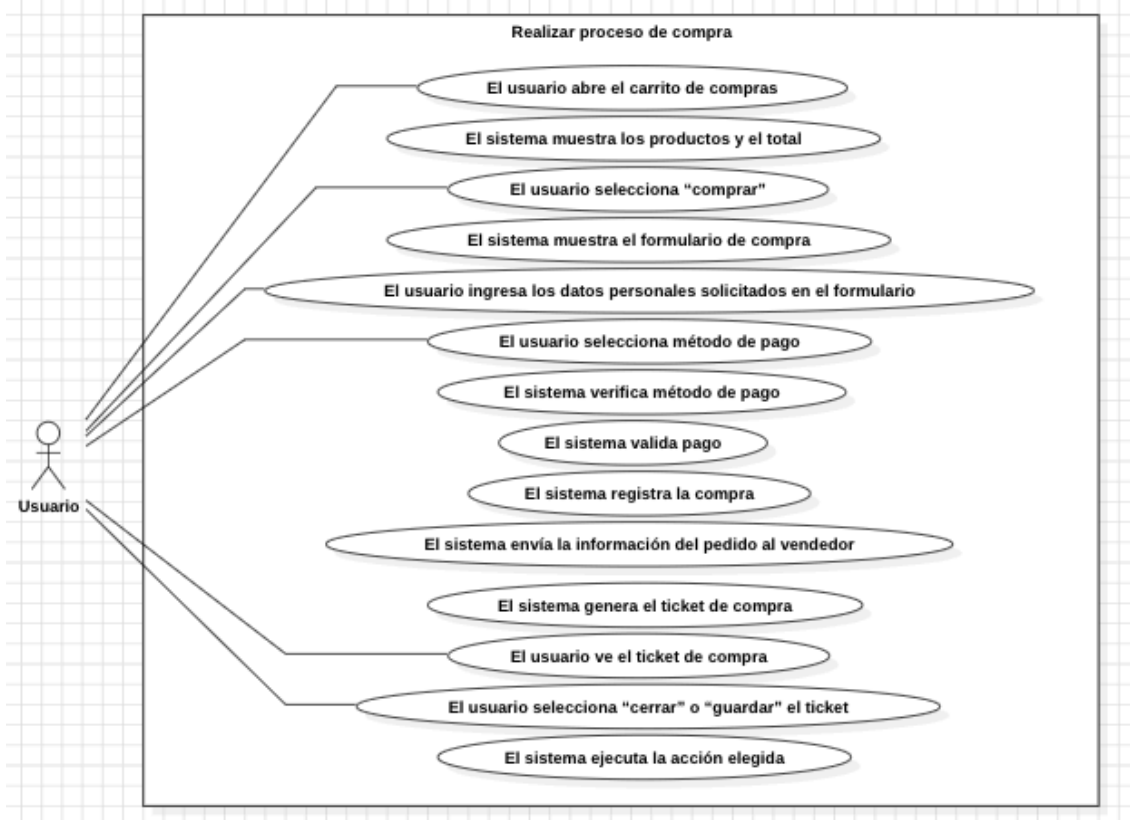 Realizar proceso de compra
El usuario abre el carrito de compras
El sistema muestra los productos y el total
El usuario selecciona “comprar”
El sistema muestra el formulario de compra
El usuario ingresa los datos personales solicitados en el formulario
El usuario selecciona método de pago
El sistema verifica método de pago
El sistema valida pago
El sistema registra la compra
Usuario
El sistema envía la información del pedido al vendedor
El sistema genera el ticket de compra
El usuario ve el ticket de compra
El usuario selecciona “cerrar” o “guardar” el ticket
El sistema ejecuta la acción elegida